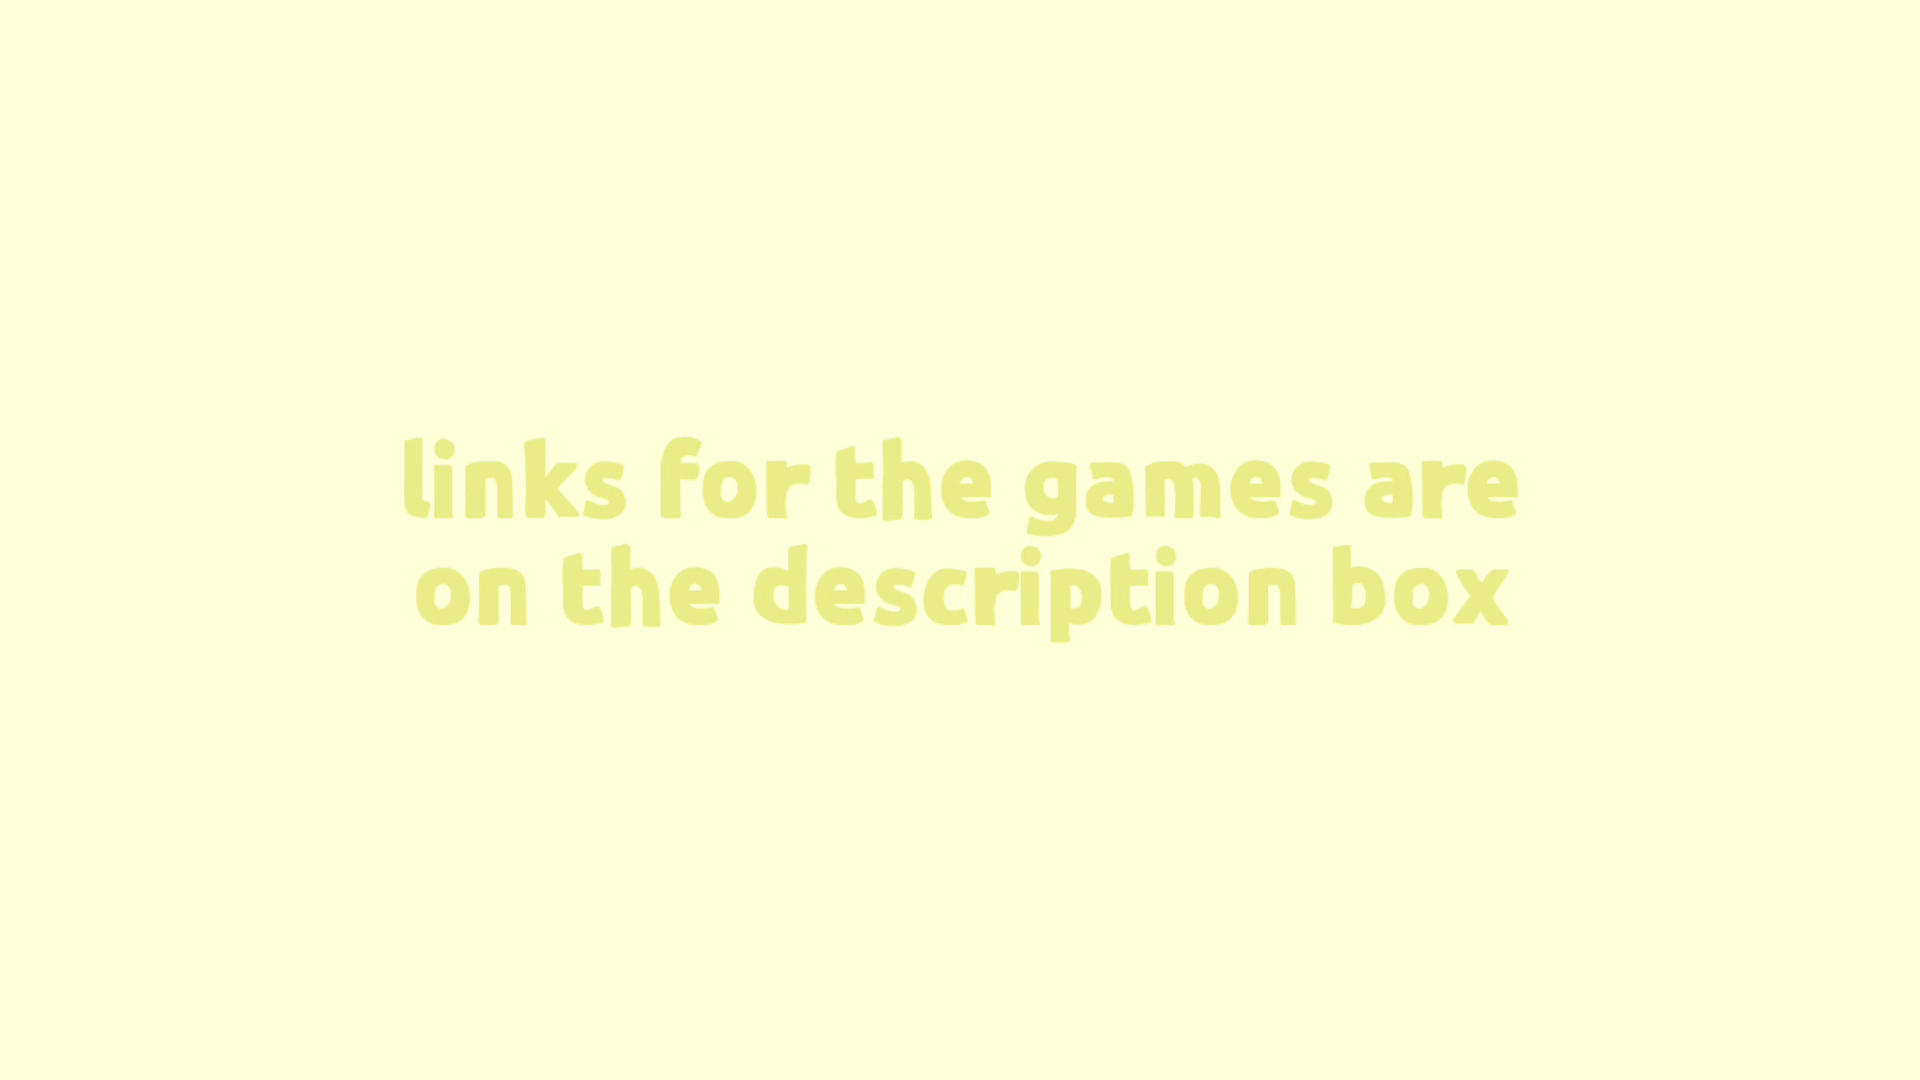 links for the games are
on the description box